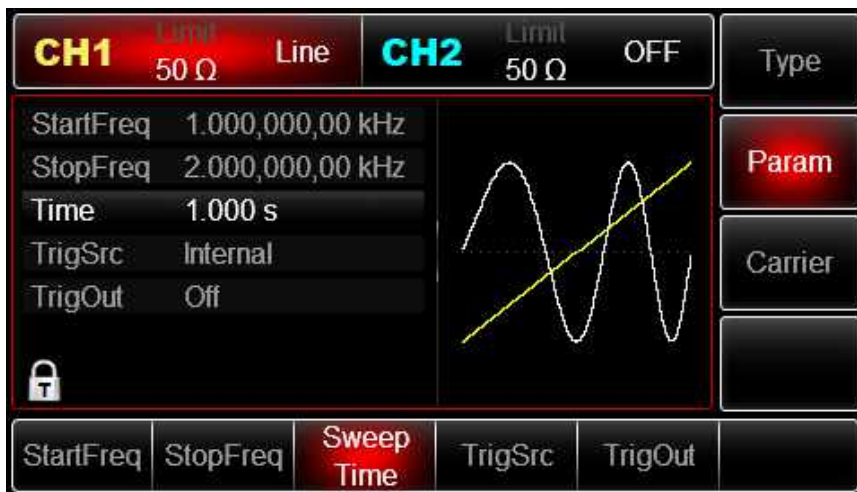 CH1 Limit 50 Ω Line CH2 Limit 50 Ω OFF
Type
StartFreq 1.000,000,00 kHz
StopFreq 2.000,000,00 kHz
Time 1.000 s
TrigSrc Internal
TrigOut Off
T
Param
Carrier
StartFreq StopFreq Sweep Time TrigSrc TrigOut